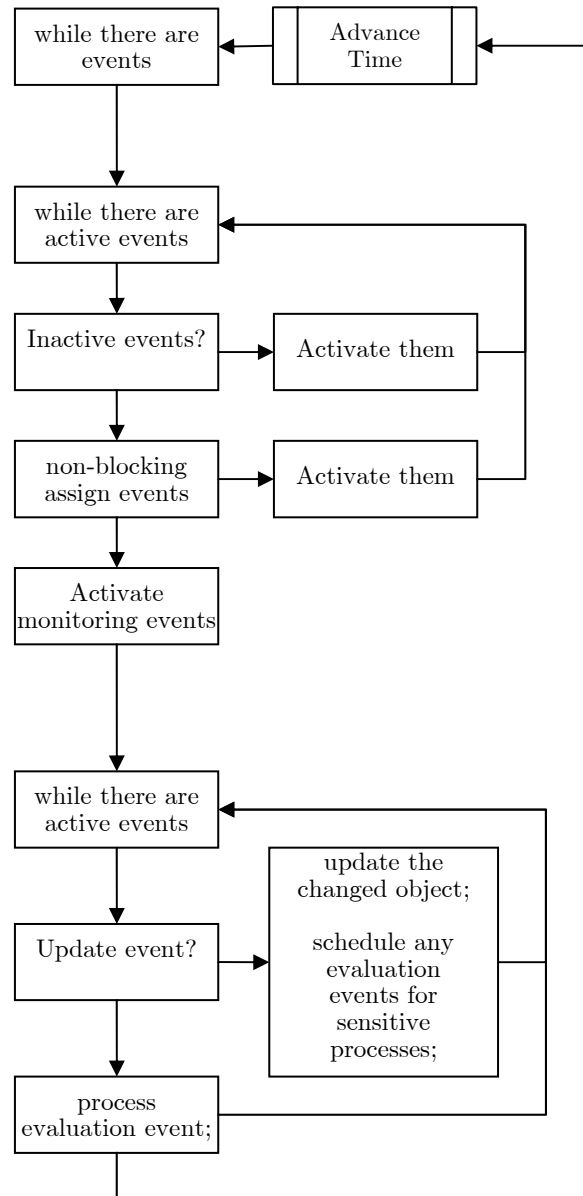 while there are
events
Advance
Time
while there are
active events
Inactive events?
Activate them
non-blocking
assign events
Activate them
Activate
monitoring events
while there are
active events
Update event?
update the
changed object;
schedule any
evaluation
events for
sensitive
processes;
process
evaluation event;